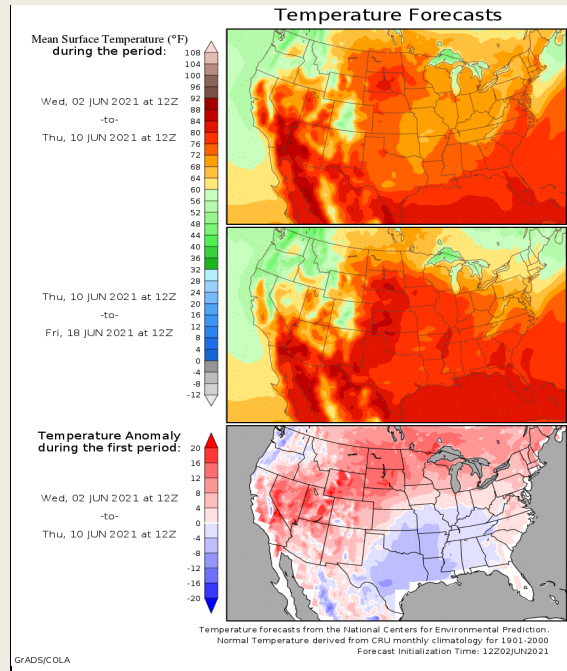 Temperature Forecasts
Mean Surface Temperature (°F)
during the period:
Wed, 02 JUN 2021 at 12Z
-to-
Thu, 10 JUN 2021 at 12Z
108
104
100
96
92
88
84
80
76
72
68
64
60
56
52
48
44
40
36
32
28
24
20
16
12
8
4
0
-4
-8
-12
Thu, 10 JUN 2021 at 12Z
-to-
Fri, 18 JUN 2021 at 12Z
Temperature Anomaly
during the first period:
Wed, 02 JUN 2021 at 12Z
-to-
Thu, 10 JUN 2021 at 12Z
20
16
12
8
4
0
-4
-8
-12
-16
-20
Temperature forecasts from the National Centers for Environmental Prediction.
Normal Temperature derived from CRU monthly climatology for 1901-2000
Forecast Initialization Time: 12Z02JUN2021
GrADS/COLA